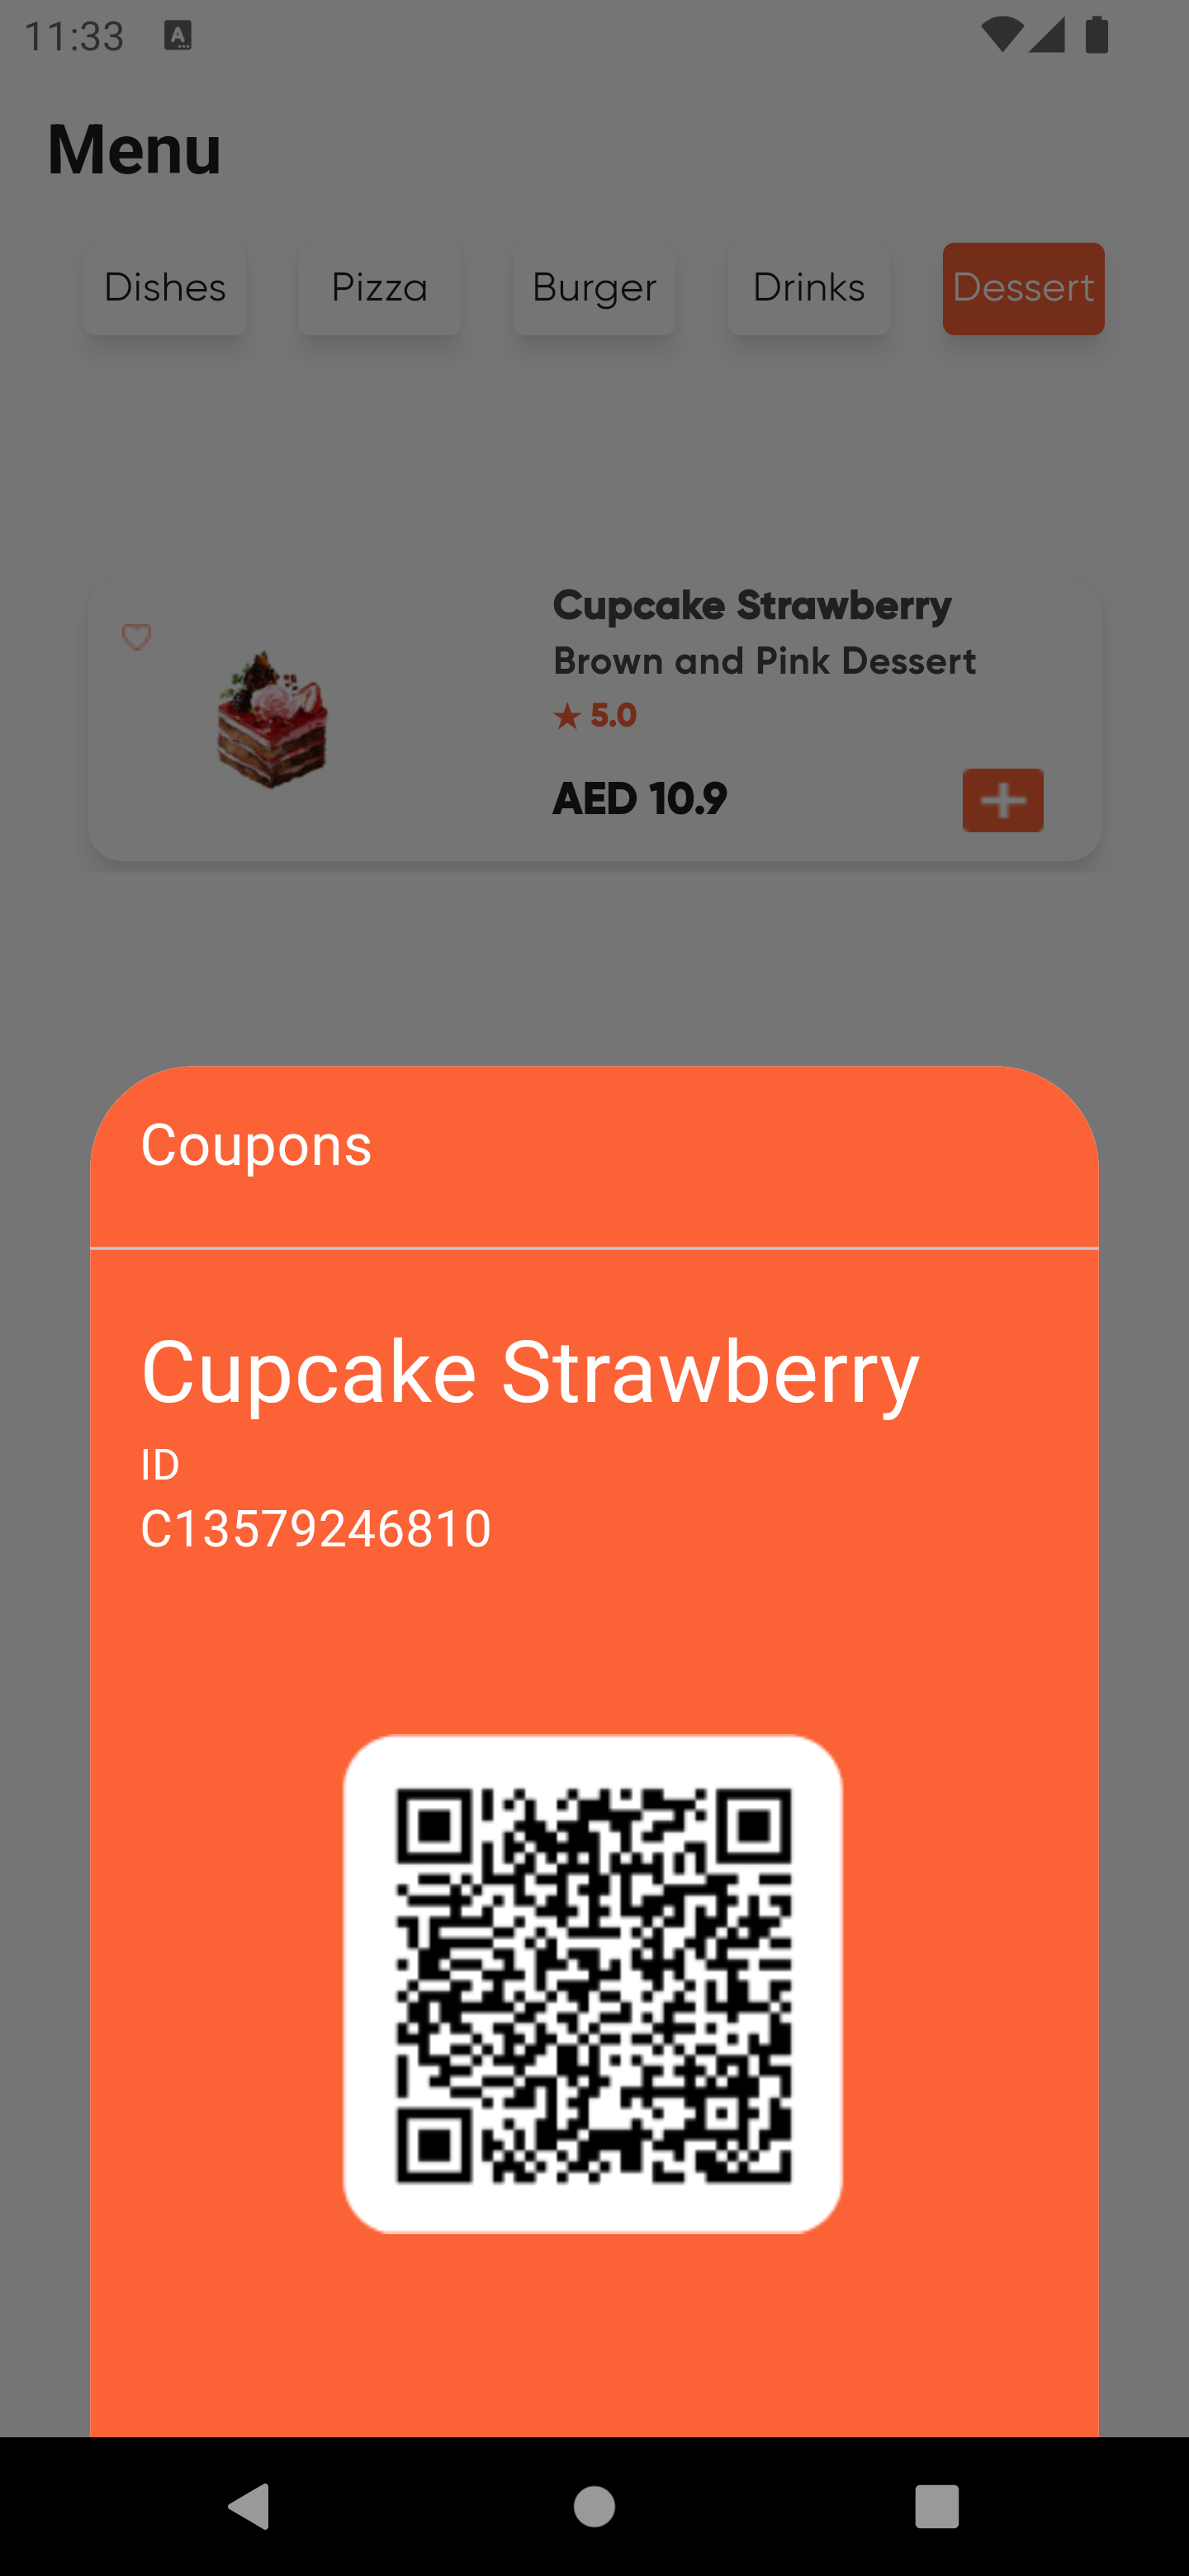 11:33
Menu
Dishes Pizza Burger Drinks Dessert
Cupcake Strawberry
Brown and Pink Dessert
★ 5.0
AED 10.9
Coupons
Cupcake Strawberry
ID
C13579246810